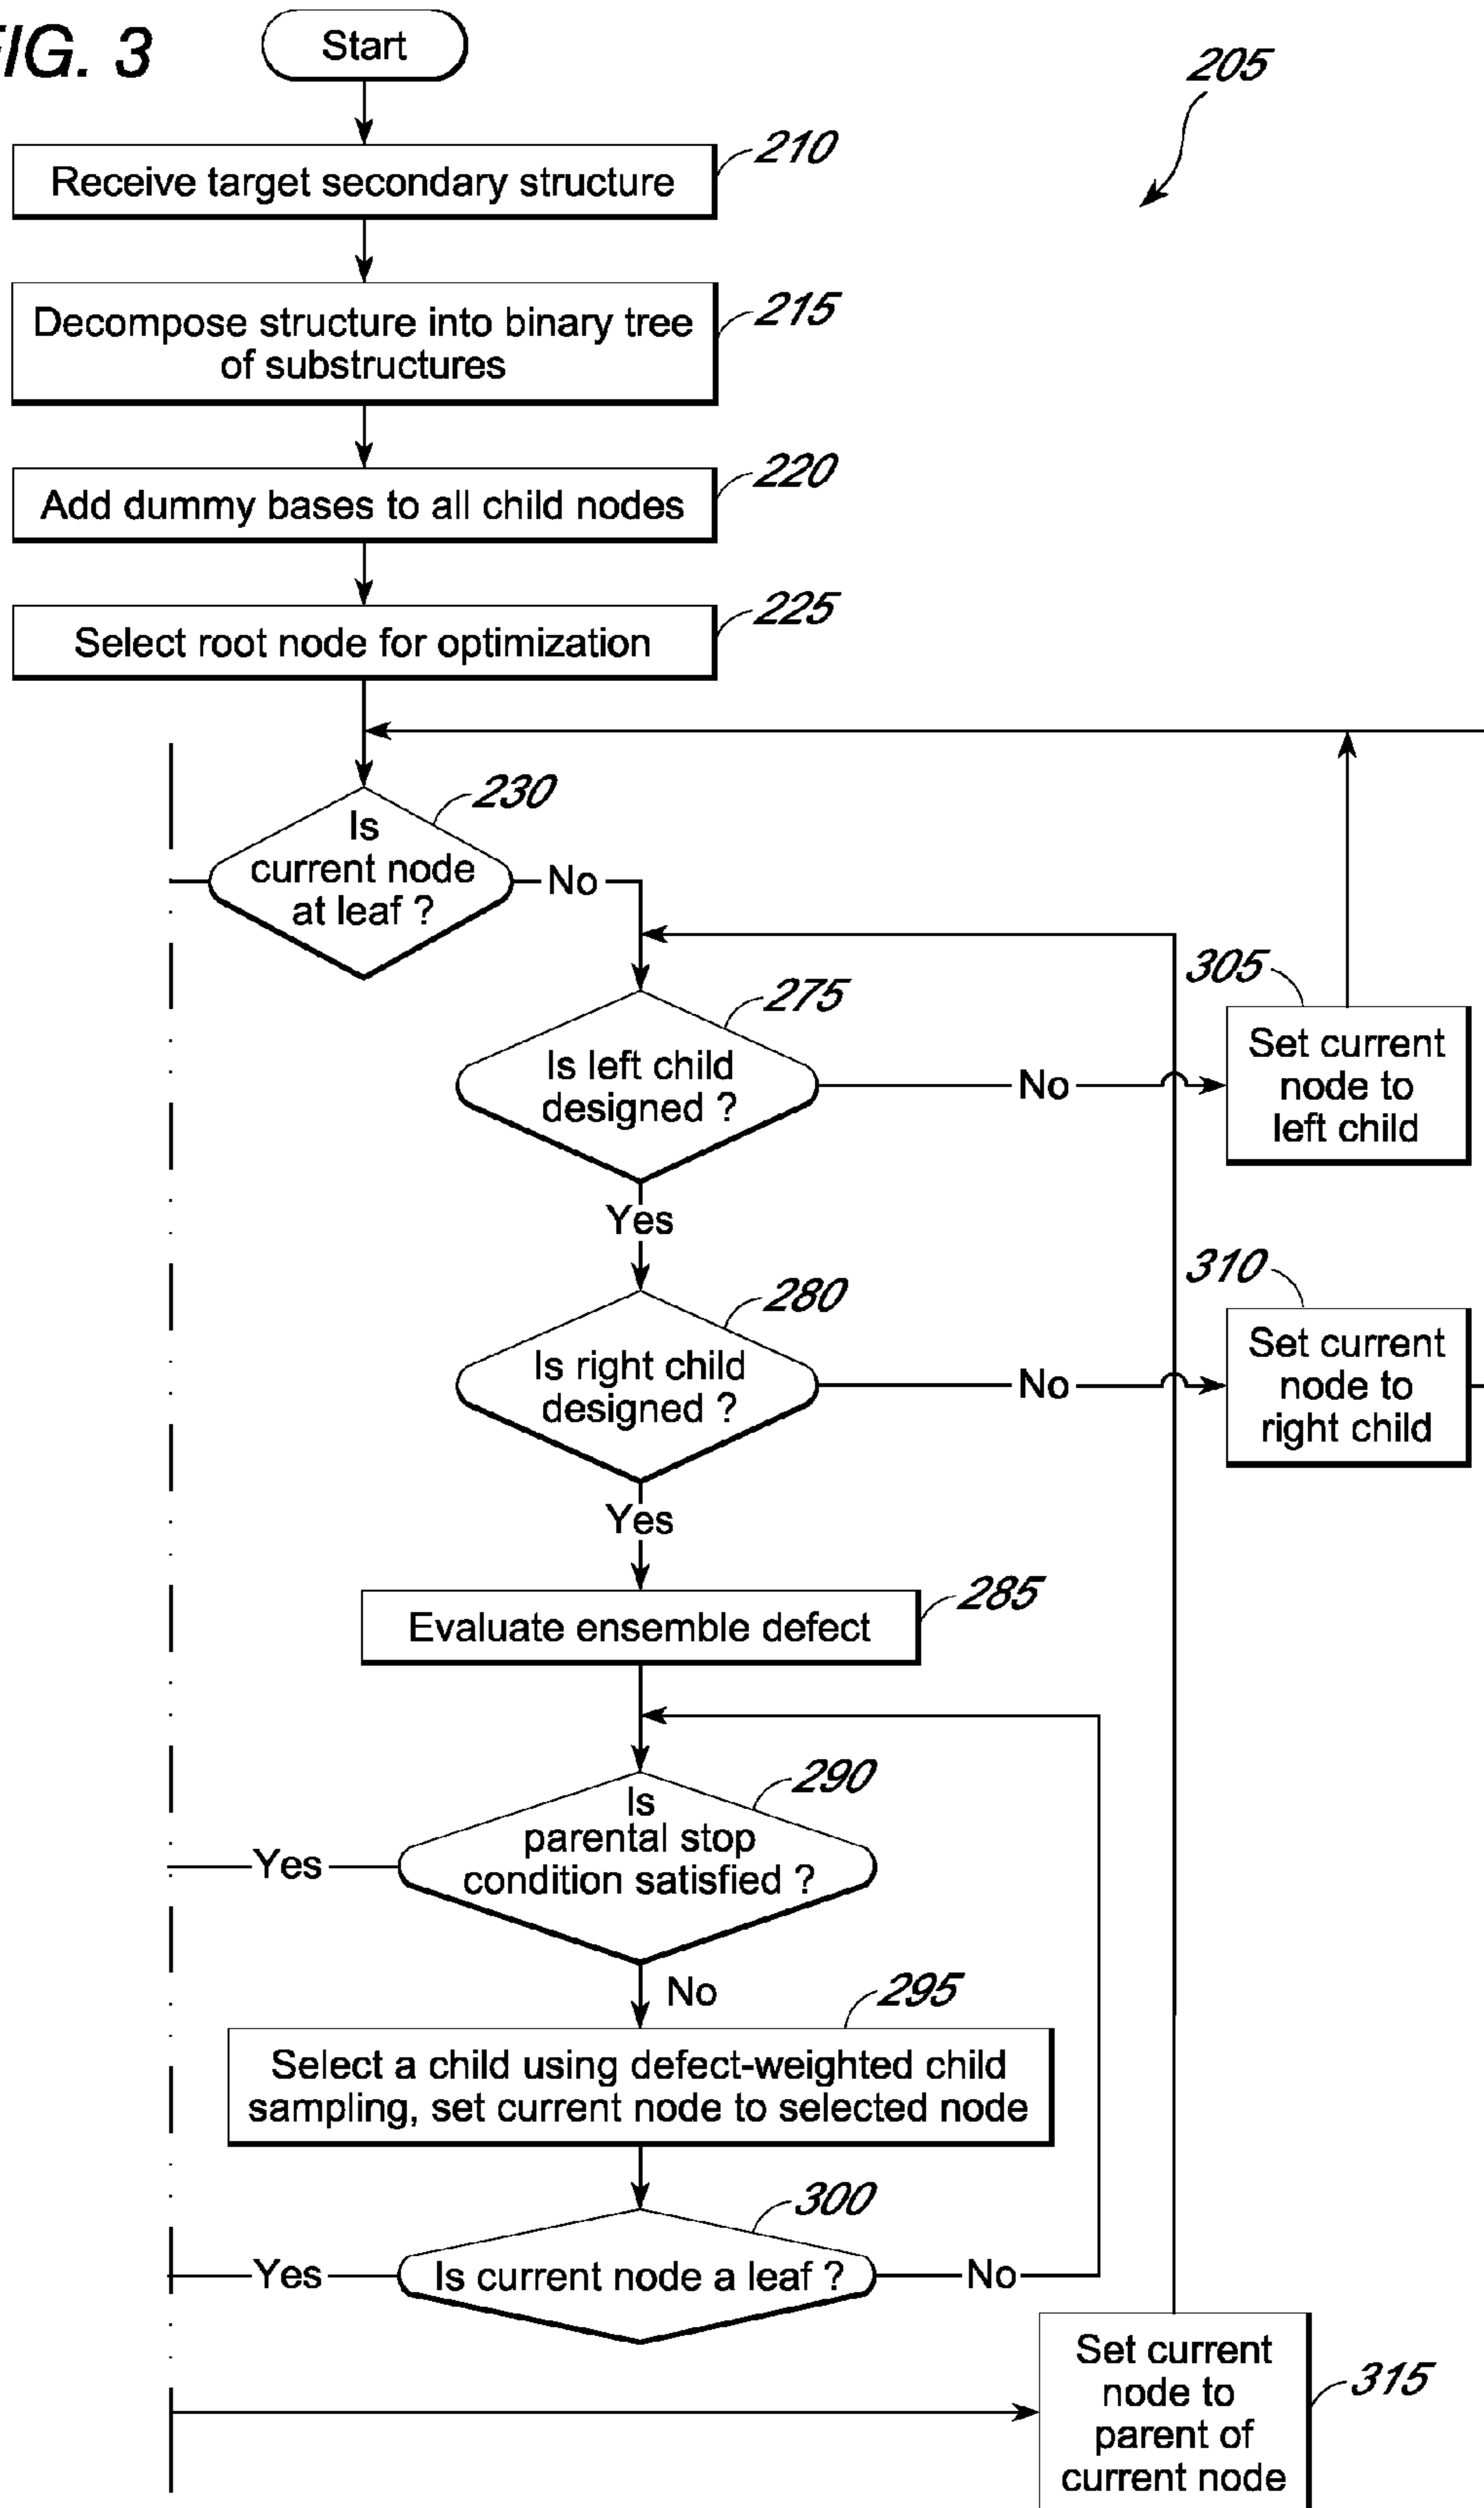 FIG. 3
Start
205
210
Receive target secondary structure
215
Decompose structure into binary tree
of substructures
220
Add dummy bases to all child nodes
225
Select root node for optimization
230
Is
current node
at leaf ?
No
275
Is left child
designed ?
No
305
Set current
node to
left child
Yes
280
Is right child
designed ?
No
310
Set current
node to
right child
Yes
285
Evaluate ensemble defect
290
Is
parental stop
condition satisfied ?
Yes
No
295
Select a child using defect-weighted child
sampling, set current node to selected node
300
Is current node a leaf ?
Yes
No
315
Set current
node to
parent of
current node